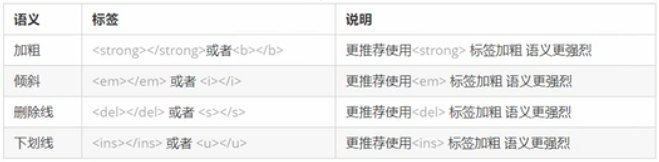 语义 标签 说明
加粗 <strong></strong>或者<b></b> 更推荐使用<strong> 标签加粗 语义更强烈
倾斜 <em></em> 或者 <i></i> 更推荐使用<em> 标签加粗 语义更强烈
删除线 <del></del> 或者 <s></s> 更推荐使用<del> 标签加粗 语义更强烈
下划线 <ins></ins> 或者 <u></u> 更推荐使用<ins> 标签加粗 语义更强烈